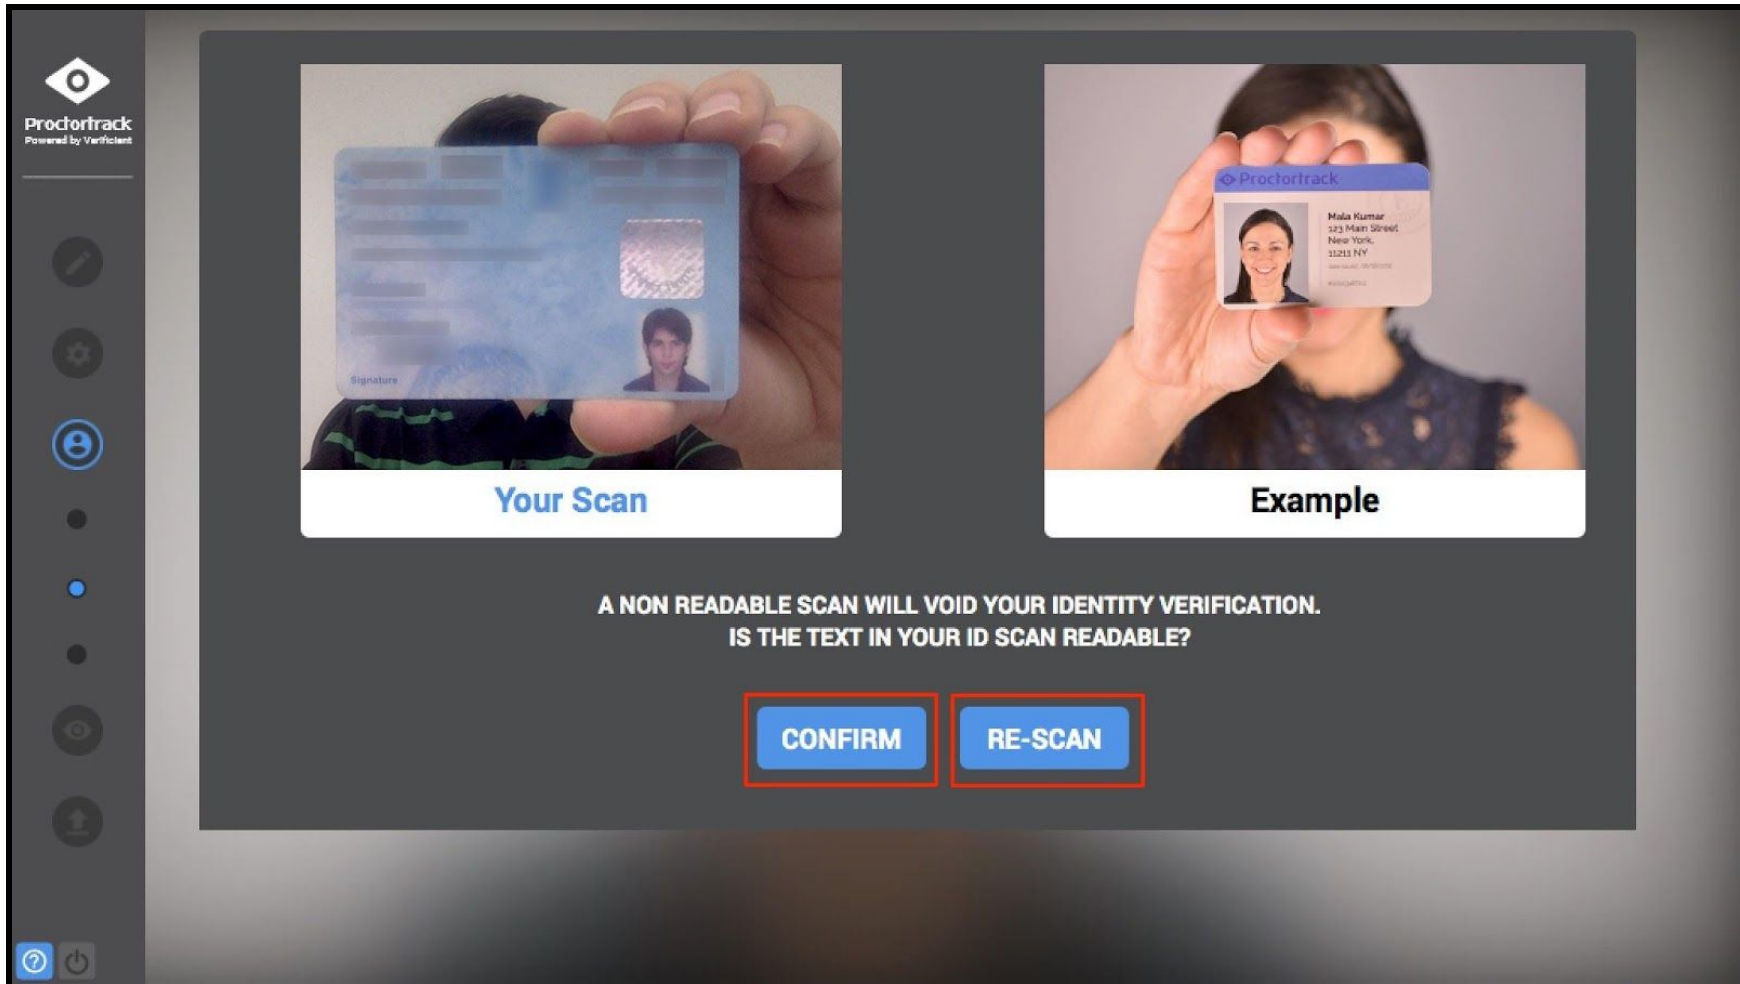 Proctortrack
Powered by Verificient
Signature
Your Scan
Proctortrack
Mala Kumar
123 Main Street
New York,
11211 NY
Example
A NON READABLE SCAN WILL VOID YOUR IDENTITY VERIFICATION.
IS THE TEXT IN YOUR ID SCAN READABLE?
CONFIRM
RE-SCAN